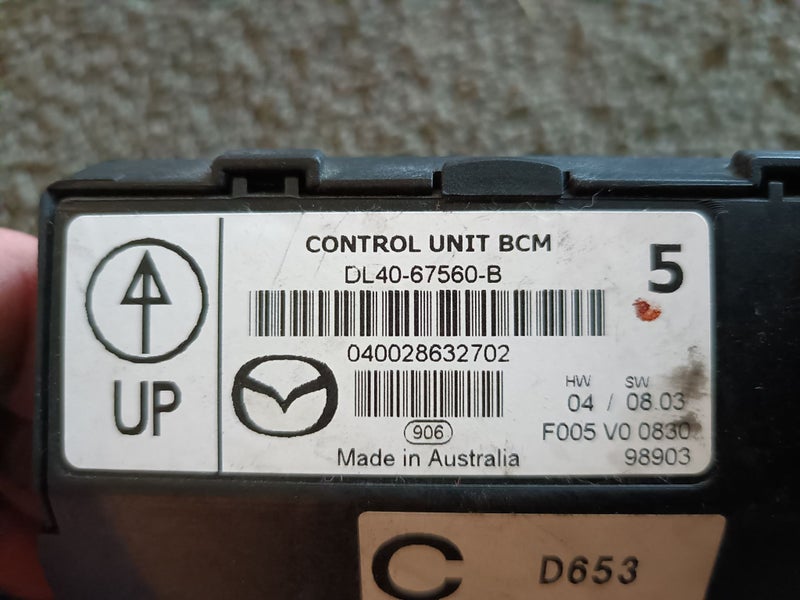 CONTROL UNIT BCM
DL40-67560-B
5
040028632702
UP
HW SW
04 / 08.03
906
F005 V0 0830
Made in Australia
98903
C D653